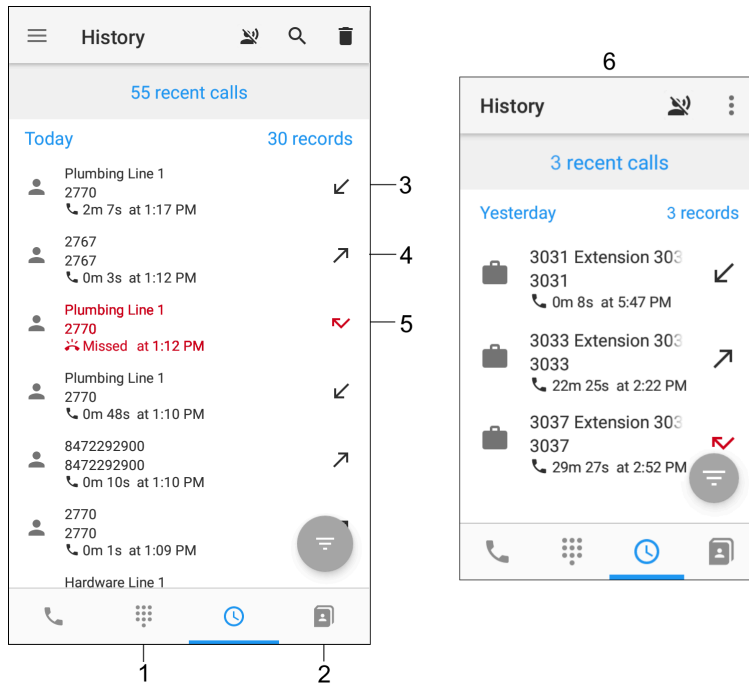 History
55 recent calls
Today 30 records
Plumbing Line 1
2770
2m 7s at 1:17 PM
3
2767
2767
0m 3s at 1:12 PM
4
Plumbing Line 1
2770
Missed at 1:12 PM
5
Plumbing Line 1
2770
0m 48s at 1:10 PM
8472292900
8472292900
0m 10s at 1:10 PM
2770
2770
0m 1s at 1:09 PM
Hardware Line 1
1
2
6
History
3 recent calls
Yesterday 3 records
3031 Extension 303
3031
0m 8s at 5:47 PM
3033 Extension 303
3033
22m 25s at 2:22 PM
3037 Extension 303
3037
29m 27s at 2:52 PM